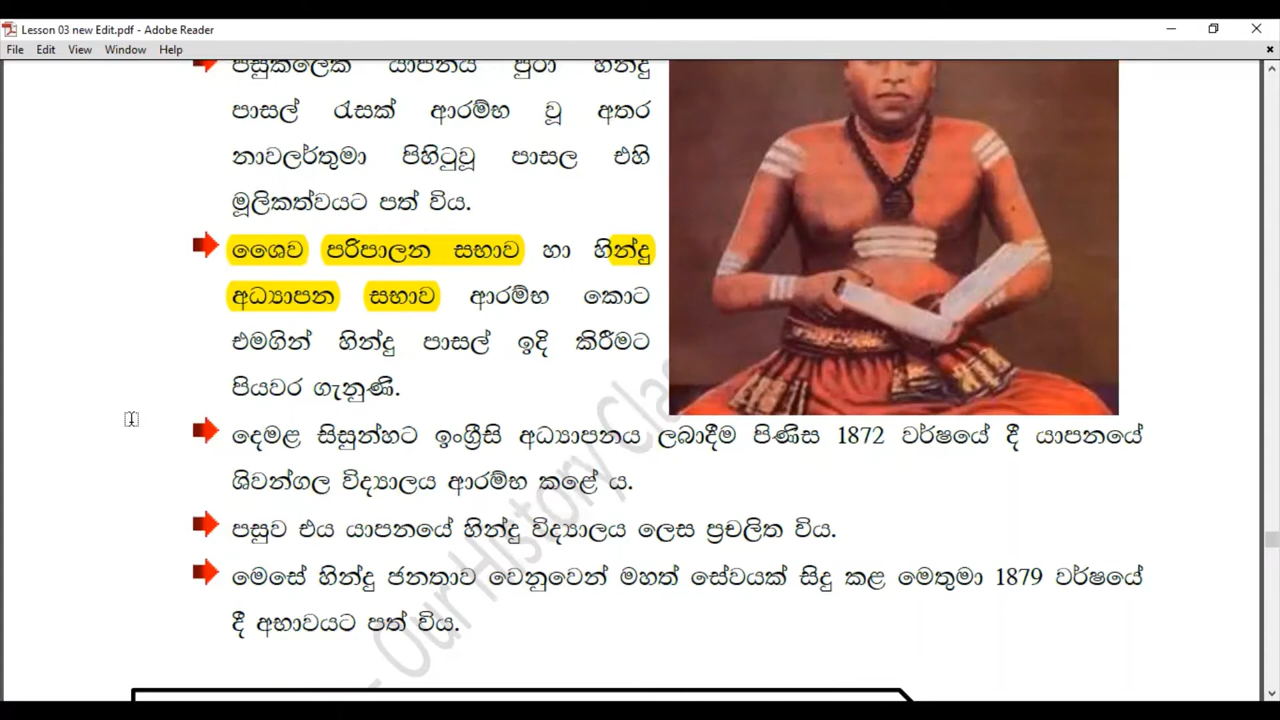 Lesson 03 new Edit.pdf - Adobe Reader
File Edit View Window Help
පසුකලෙක යාපනය පුරා හින්දු
පාසල් රැසක් ආරම්භ වූ අතර
නාවලර්තුමා පිහිටුවූ පාසල එහි
මූලිකත්වයට පත් විය.
ශෛව පරිපාලන සභාව හා හින්දු
අධ්‍යාපන සභාව ආරම්භ කොට
එමගින් හින්දු පාසල් ඉදි කිරීමට
පියවර ගැනුණි.
දෙමළ සිසුන්හට ඉංග්‍රීසි අධ්‍යාපනය ලබාදීම පිණිස 1872 වර්ෂයේ දී යාපනයේ
ශිවන්ගල විද්‍යාලය ආරම්භ කළේ ය.
පසුව එය යාපනයේ හින්දු විද්‍යාලය ලෙස ප්‍රචලිත විය.
මෙසේ හින්දු ජනතාව වෙනුවෙන් මහත් සේවයක් සිදු කළ මෙතුමා 1879 වර්ෂයේ
දී අභාවයට පත් විය.
- Our History Clas